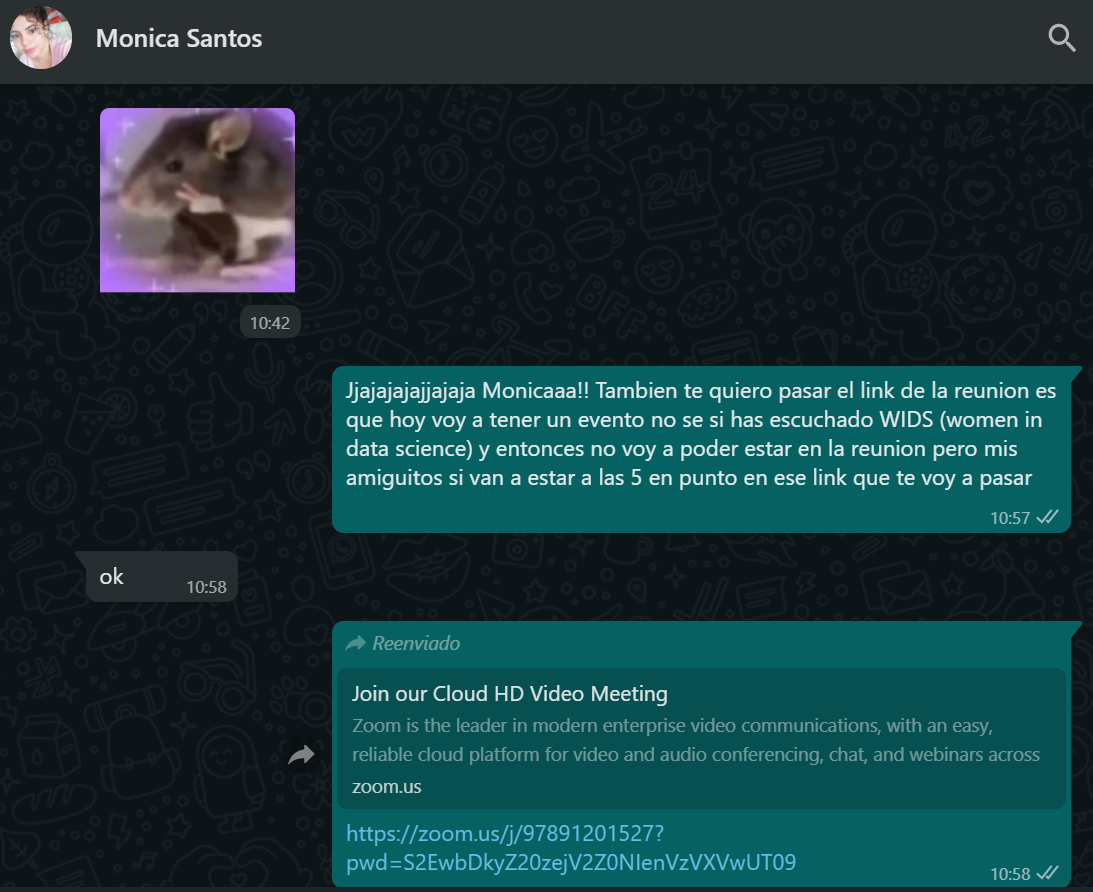 Monica Santos
10:42
Jjajajajajjajaja Monicaaa!! Tambien te quiero pasar el link de la reunion es
que hoy voy a tener un evento no se si has escuchado WIDS (women in
data science) y entonces no voy a poder estar en la reunion pero mis
amiguitos si van a estar a las 5 en punto en ese link que te voy a pasar
10:57
ok
10:58
Reenviado
Join our Cloud HD Video Meeting
Zoom is the leader in modern enterprise video communications, with an easy,
reliable cloud platform for video and audio conferencing, chat, and webinars across
zoom.us
https://zoom.us/j/97891201527?
pwd=S2EwbDkyZ20zejV2Z0NIenVzVXVwUT09
10:58